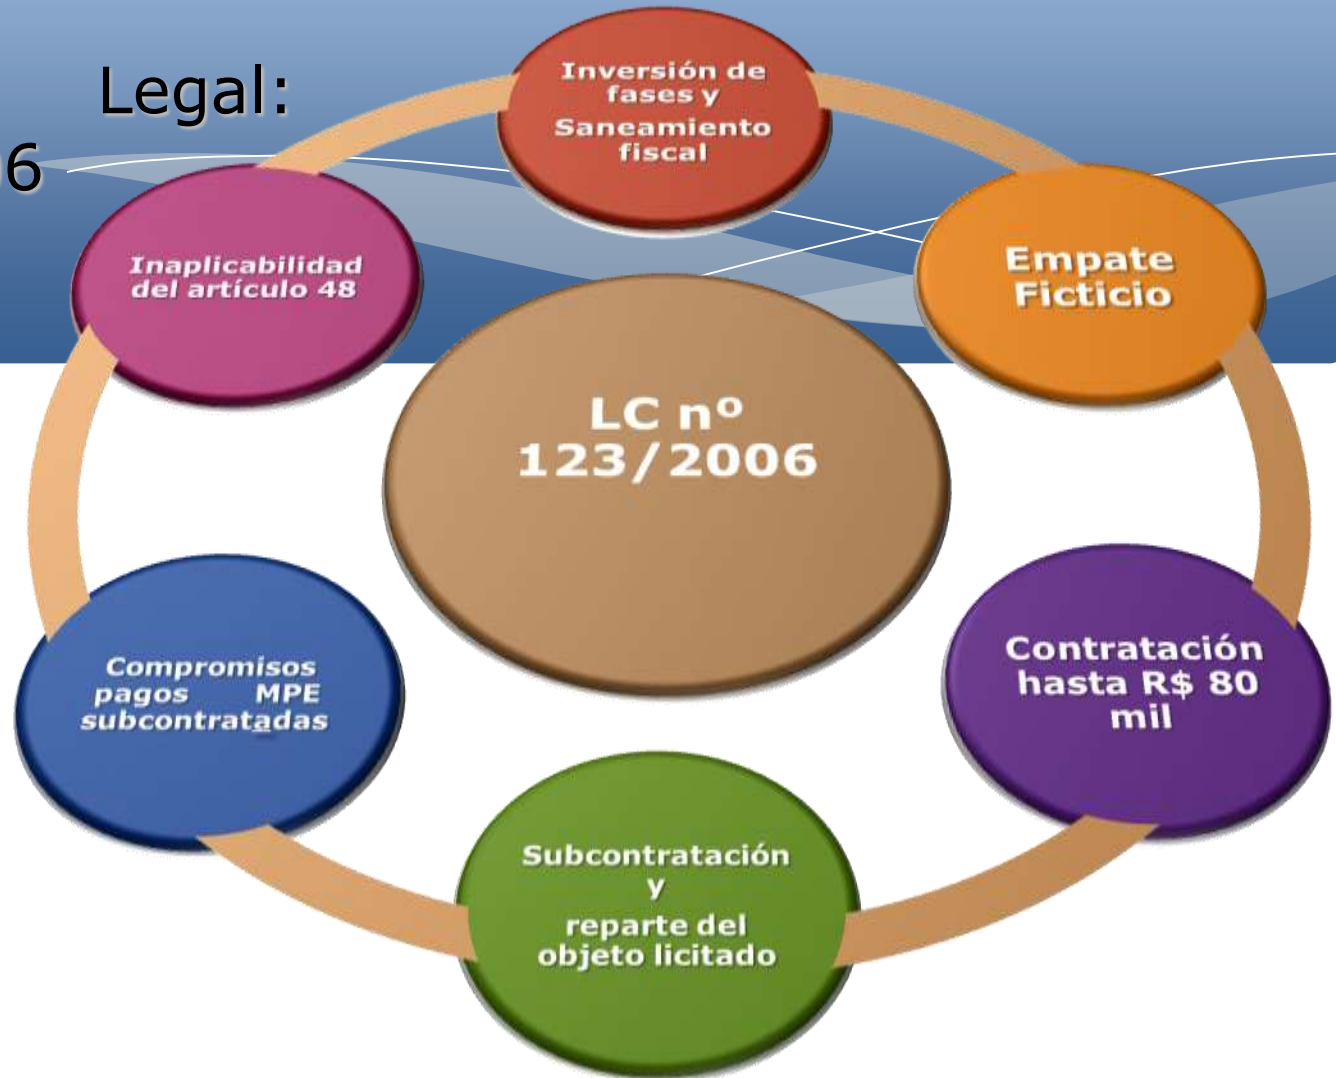 Legal:
06
Inversión de
fases y
Saneamiento
fiscal
Empate
Ficticio
Contratación
hasta R$ 80
mil
Subcontratación
y
reparte del
objeto licitado
Compromisos
pagos MPE
subcontratadas
Inaplicabilidad
del artículo 48
LC nº
123/2006